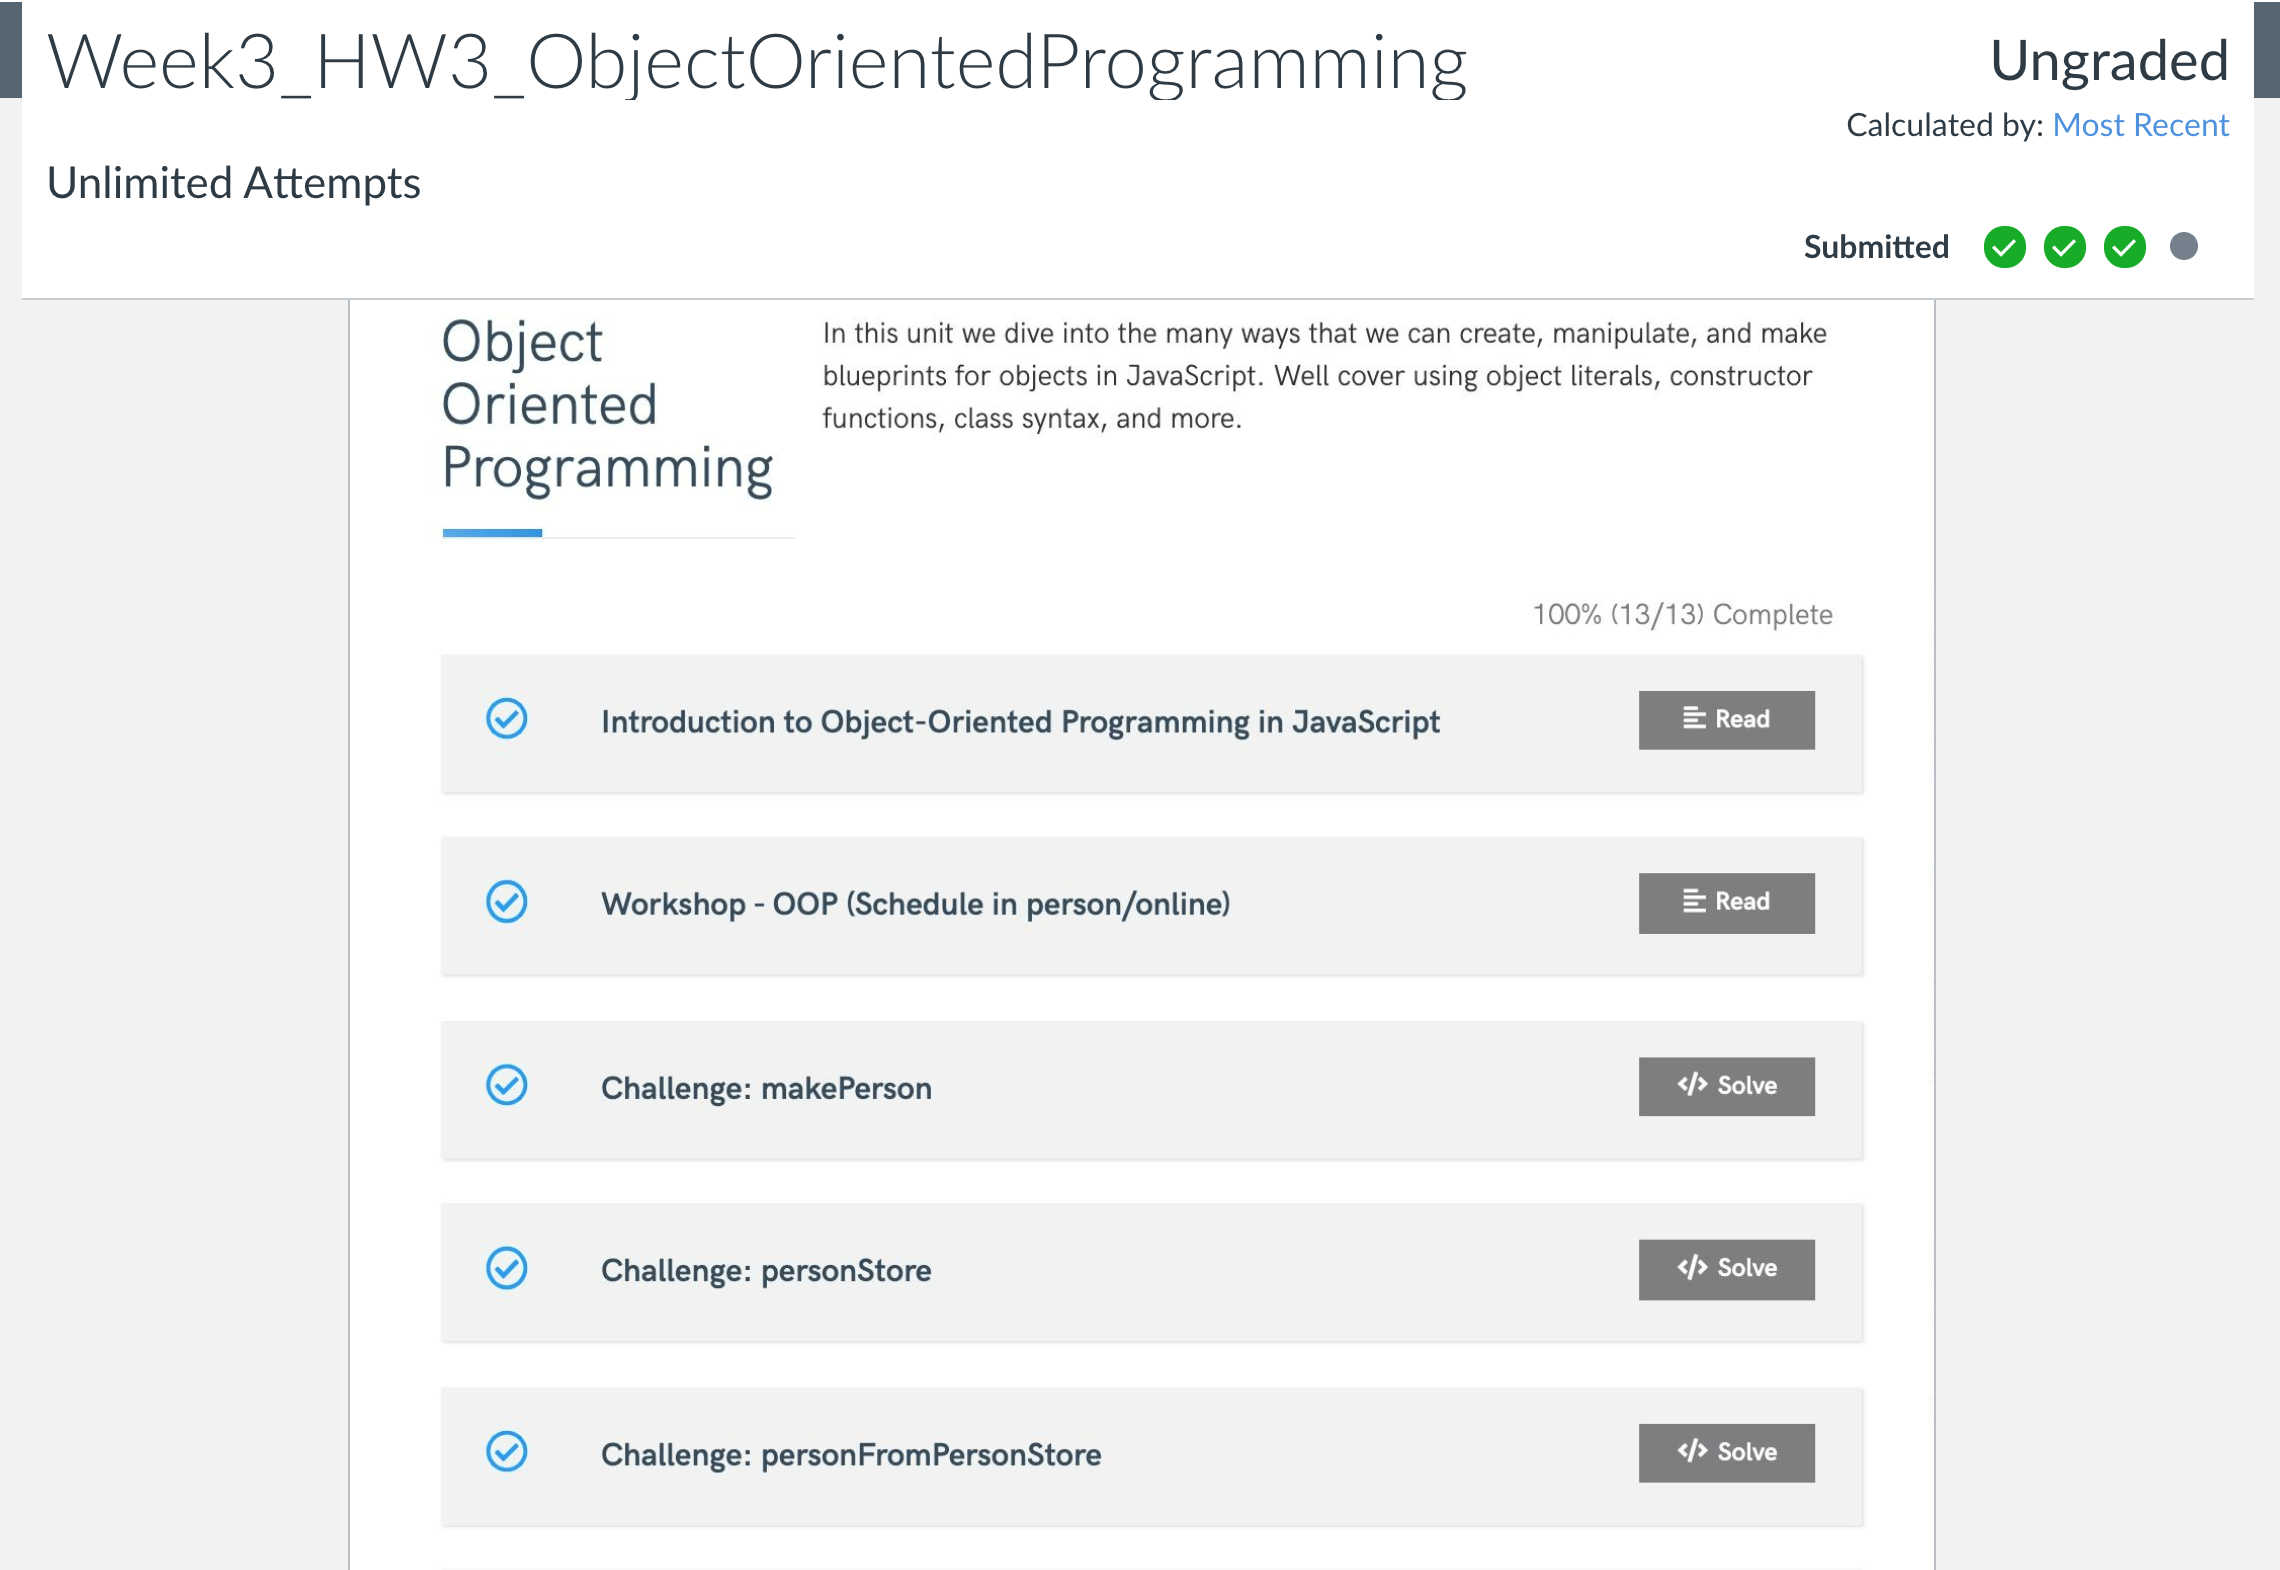 Week3_HW3_ObjectOrientedProgramming
Ungraded
Calculated by: Most Recent
Unlimited Attempts
Submitted
Object
Oriented
Programming
In this unit we dive into the many ways that we can create, manipulate, and make
blueprints for objects in JavaScript. Well cover using object literals, constructor
functions, class syntax, and more.
100% (13/13) Complete
Introduction to Object-Oriented Programming in JavaScript
Read
Workshop - OOP (Schedule in person/online)
Read
Challenge: makePerson
</> Solve
Challenge: personStore
</> Solve
Challenge: personFromPersonStore
</> Solve